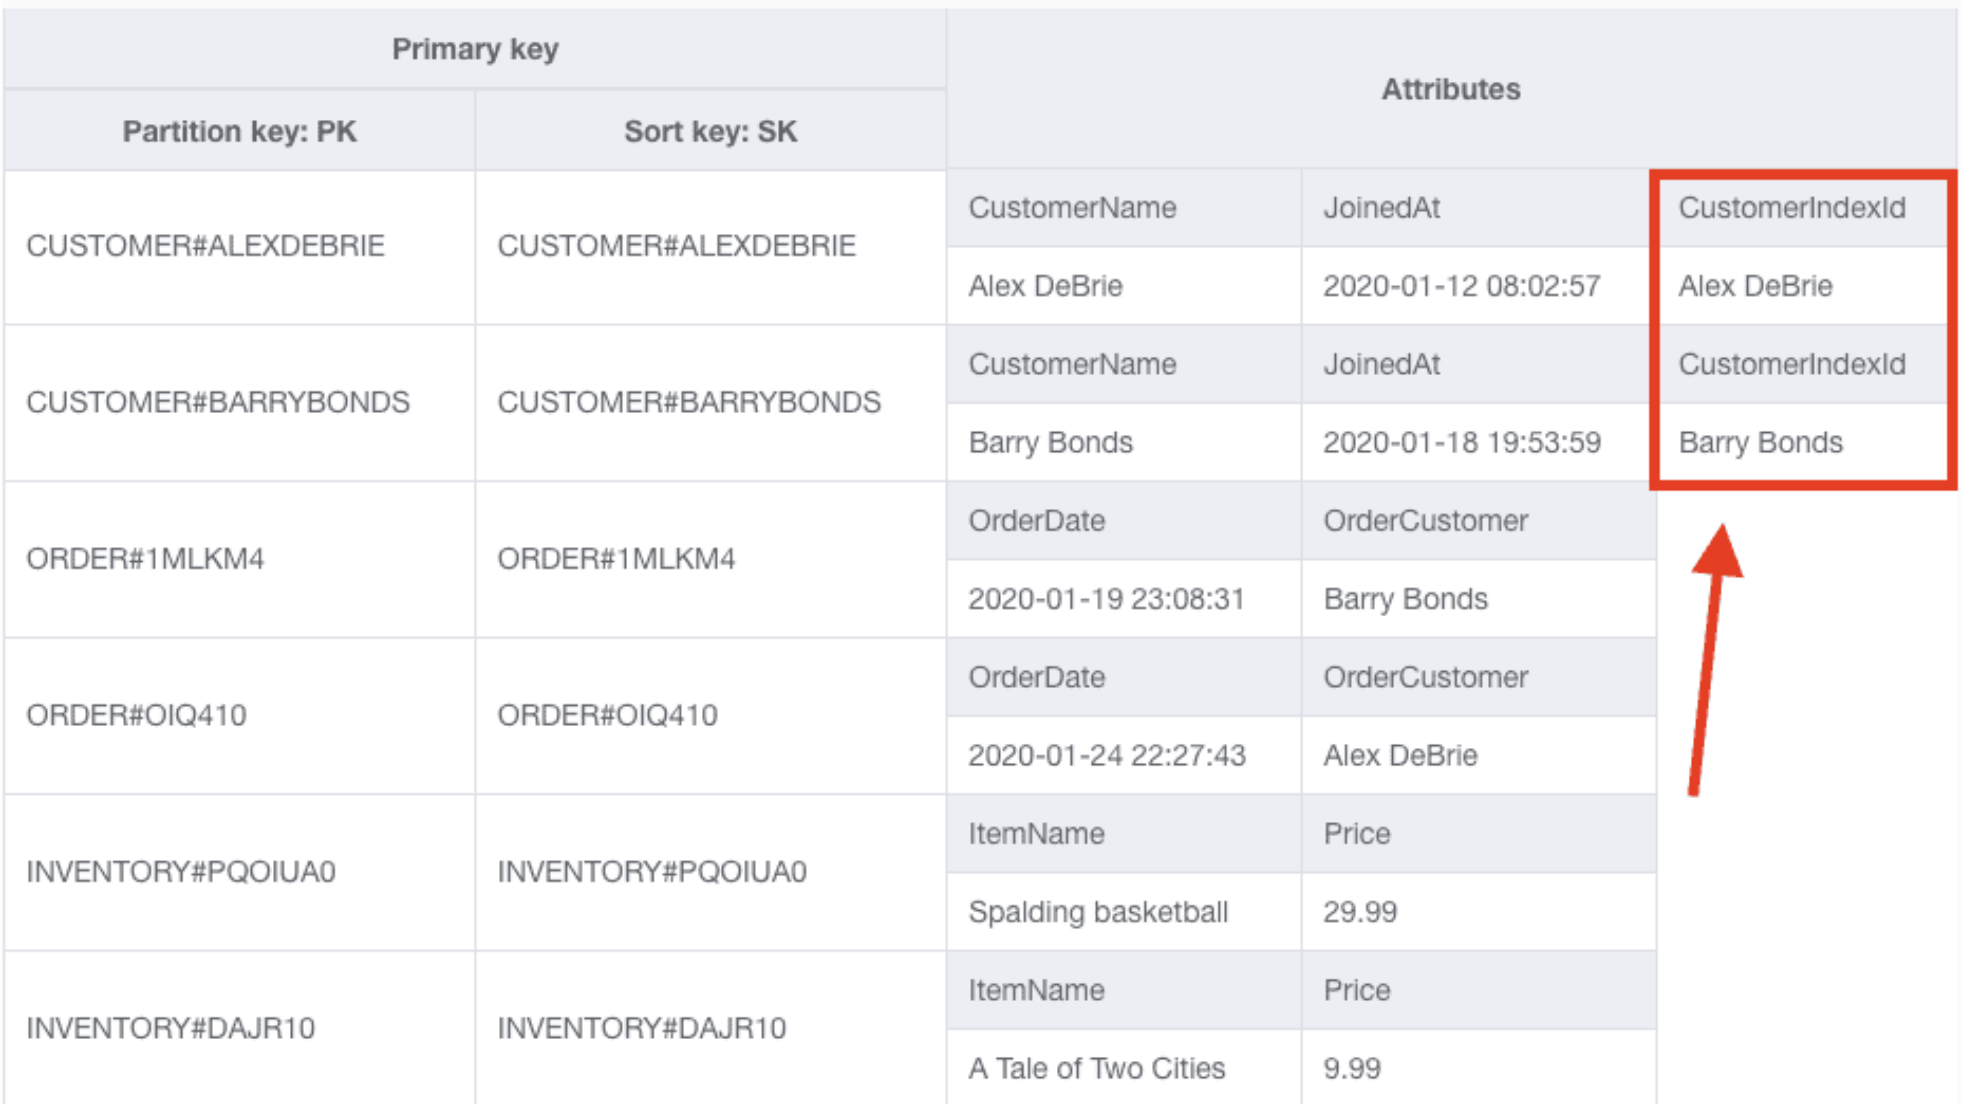 Primary key
Attributes
Partition key: PK Sort key: SK
CustomerName JoinedAt CustomerIndexId
CUSTOMER#ALEXDEBRIE CUSTOMER#ALEXDEBRIE
Alex DeBrie 2020-01-12 08:02:57 Alex DeBrie
CustomerName JoinedAt CustomerIndexId
CUSTOMER#BARRYBONDS CUSTOMER#BARRYBONDS
Barry Bonds 2020-01-18 19:53:59 Barry Bonds
OrderDate OrderCustomer
ORDER#1MLKM4 ORDER#1MLKM4
2020-01-19 23:08:31 Barry Bonds
OrderDate OrderCustomer
ORDER#OIQ410 ORDER#OIQ410
2020-01-24 22:27:43 Alex DeBrie
ItemName Price
INVENTORY#PQOIUA0 INVENTORY#PQOIUA0
Spalding basketball 29.99
ItemName Price
INVENTORY#DAJR10 INVENTORY#DAJR10
A Tale of Two Cities 9.99